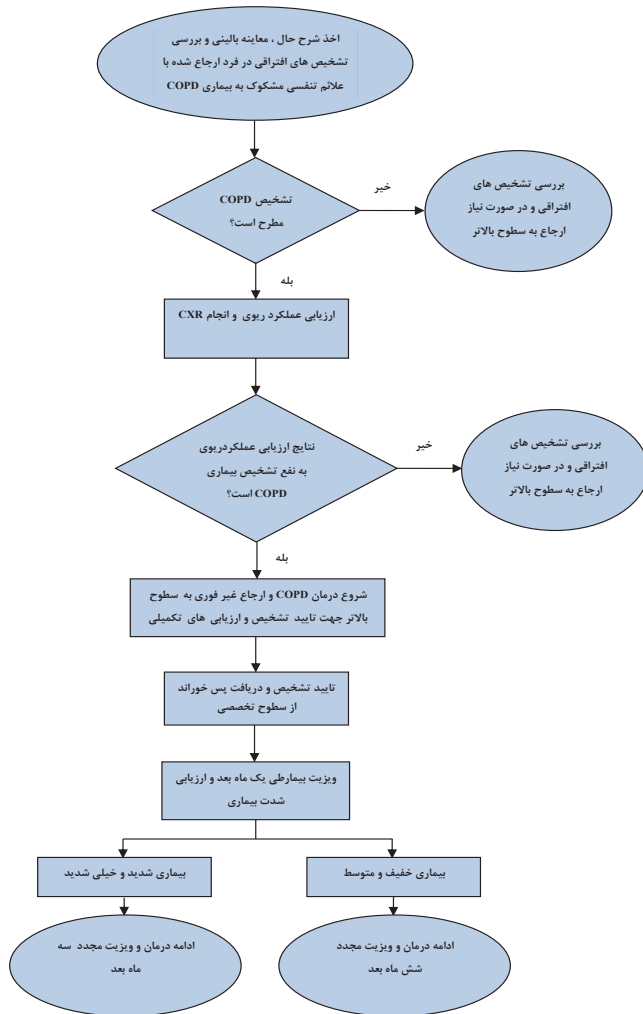 اخذ شرح حال ، معاینه بالینی و بررسی
تشخیص های افتراقی در فرد ارجاع شده با
علائم تنفسی مشکوک به بیماری COPD
تشخیص COPD
مطرح است؟
خیر
بررسی تشخیص های
افتراقی و در صورت نیاز
ارجاع به سطوح بالاتر
بله
ارزیابی عملکرد ریوی و انجام CXR
نتایج ارزیابی عملکردریوی
به نفع تشخیص بیماری
COPD است؟
خیر
بررسی تشخیص های
افتراقی و در صورت نیاز
ارجاع به سطوح بالاتر
بله
شروع درمان COPD و ارجاع غیر فوری به سطوح
بالاتر جهت تایید تشخیص و ارزیابی های تکمیلی
تایید تشخیص و دریافت پس خوراند
از سطوح تخصصی
ویزیت بیمارطی یک ماه بعد و ارزیابی
شدت بیماری
بیماری خفیف و متوسط
بیماری شدید و خیلی شدید
ادامه درمان و ویزیت مجدد
شش ماه بعد
ادامه درمان و ویزیت مجدد سه
ماه بعد